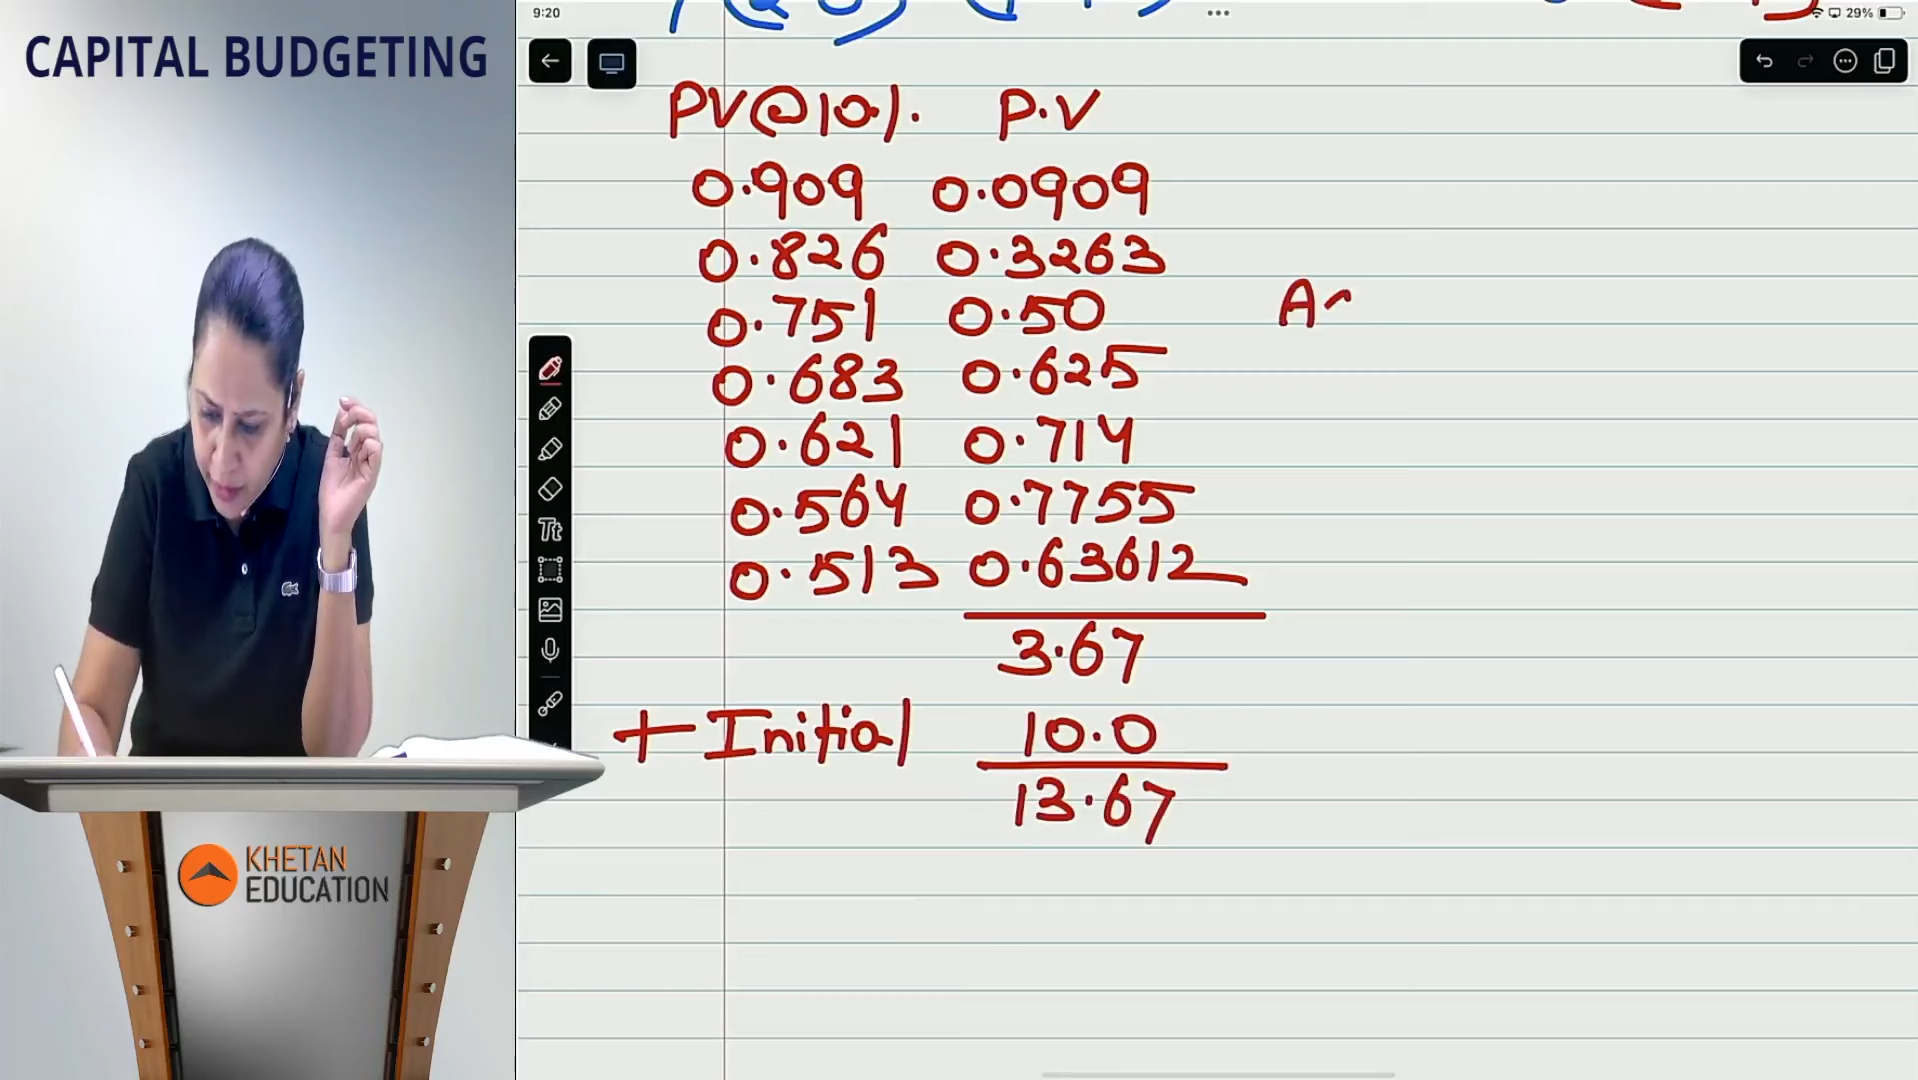 CAPITAL BUDGETING
9:20
29%
PV@10%. P.V
0.909 0.0909
0.826 0.3263
0.751 0.50
0.683 0.625
0.621 0.714
0.564 0.7755
0.513 0.63612
3.67
+ Initial 10.0
13.67
Tt
KHETAN
EDUCATION